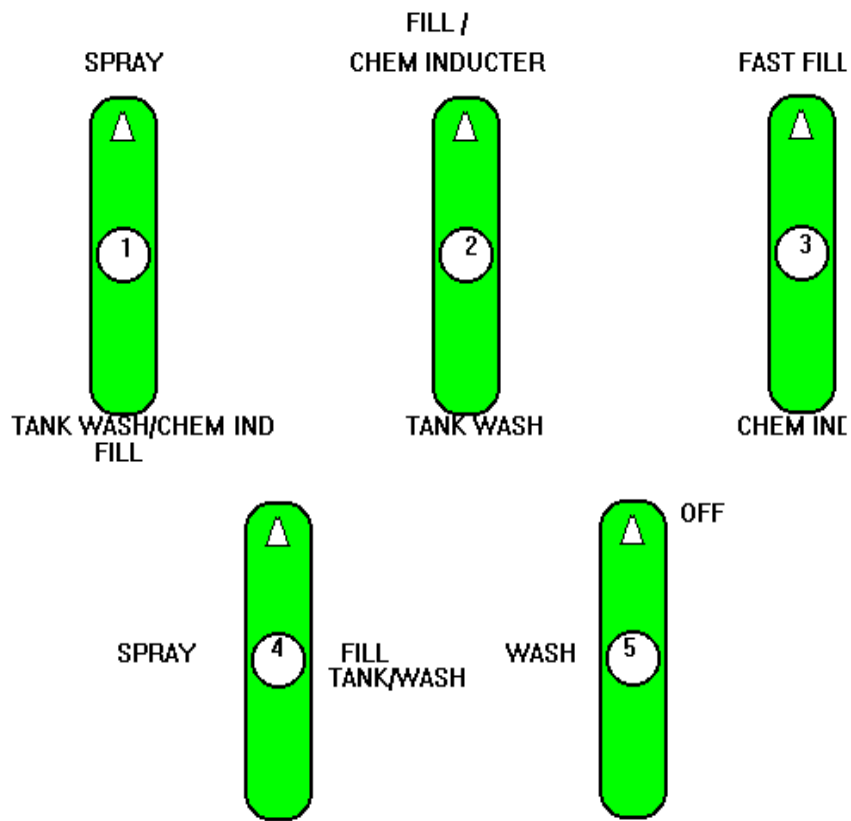 SPRAY
1
TANK WASH/CHEM IND
FILL
FILL /
CHEM INDUCTER
2
TANK WASH
FAST FILL
3
CHEM IND
SPRAY
4
FILL
TANK/WASH
WASH
5
OFF